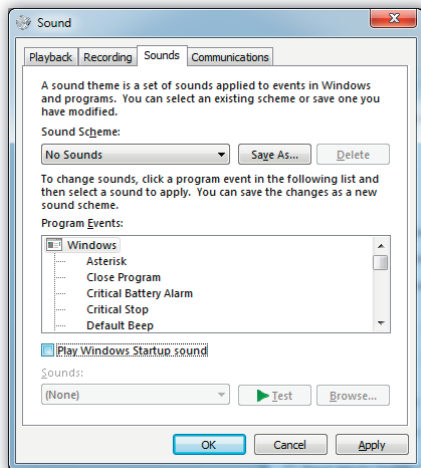 Sound
Playback Recording Sounds Communications
A sound theme is a set of sounds applied to events in Windows
and programs. You can select an existing scheme or save one you
have modified.
Sound Scheme:
No Sounds Save As... Delete
To change sounds, click a program event in the following list and
then select a sound to apply. You can save the changes as a new
sound scheme.
Program Events:
Windows
Asterisk
Close Program
Critical Battery Alarm
Critical Stop
Default Beep
Play Windows Startup sound
Sounds:
(None) Test Browse...
OK Cancel Apply